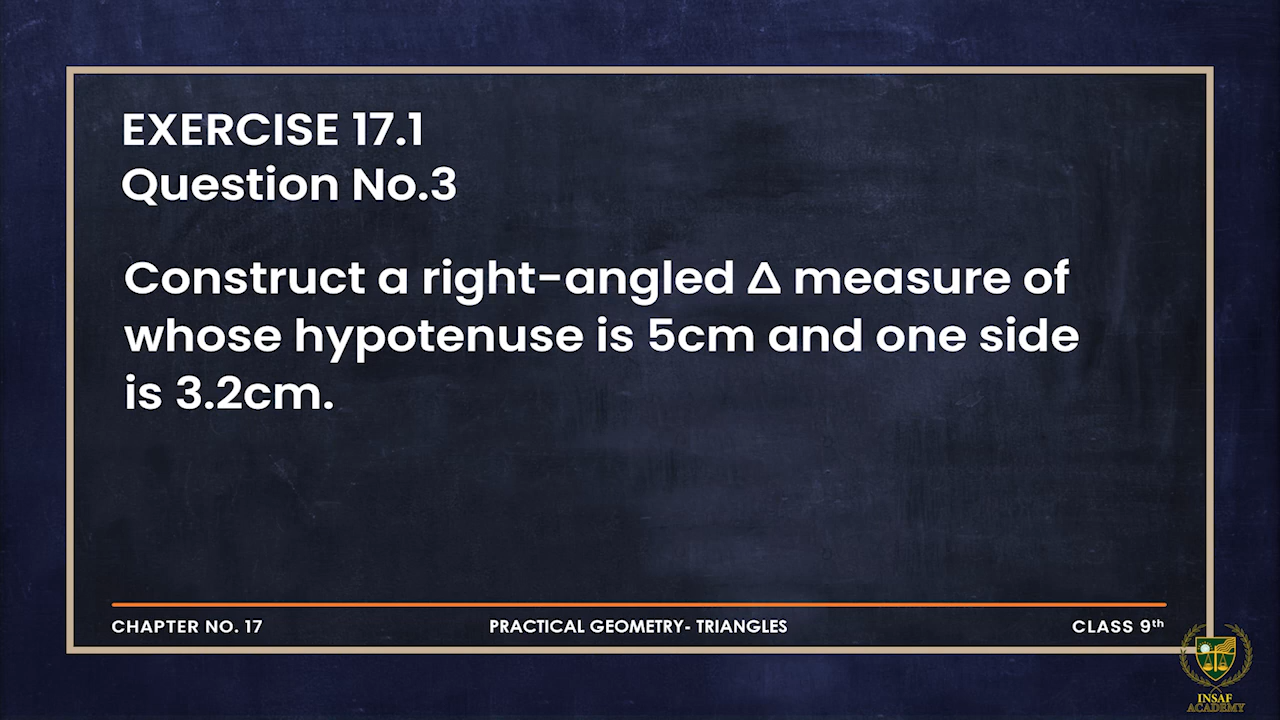 EXERCISE 17.1
Question No.3
Construct a right-angled Δ measure of
whose hypotenuse is 5cm and one side
is 3.2cm.
CHAPTER NO. 17
PRACTICAL GEOMETRY- TRIANGLES
CLASS 9th
INSAF
ACADEMY